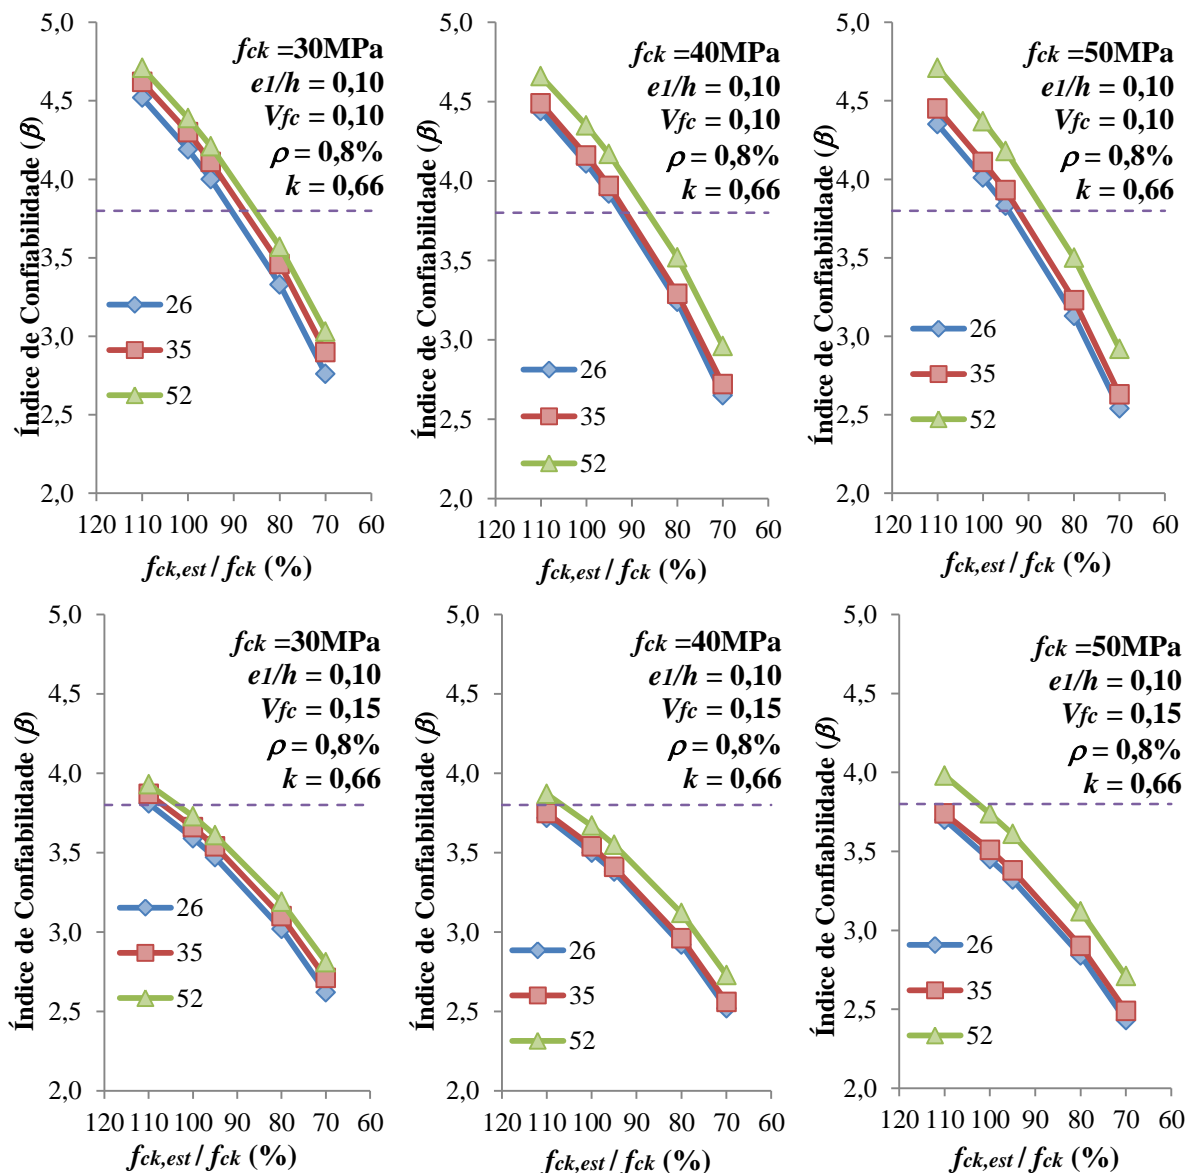 5,0
4,5
4,0
3,5
3,0
2,5
2,0
Índice de Confiabilidade (β)
fck =30MPa
e1/h = 0,10
Vfc = 0,10
ρ = 0,8%
k = 0,66
26
35
52
120 110 100 90 80 70 60
fck,est / fck (%)
5,0
4,5
4,0
3,5
3,0
2,5
2,0
Índice de Confiabilidade (β)
fck =40MPa
e1/h = 0,10
Vfc = 0,10
ρ = 0,8%
k = 0,66
26
35
52
120 110 100 90 80 70 60
fck,est / fck (%)
5,0
4,5
4,0
3,5
3,0
2,5
2,0
Índice de Confiabilidade (β)
fck =50MPa
e1/h = 0,10
Vfc = 0,10
ρ = 0,8%
k = 0,66
26
35
52
120 110 100 90 80 70 60
fck,est / fck (%)
5,0
4,5
4,0
3,5
3,0
2,5
2,0
Índice de Confiabilidade (β)
fck =30MPa
e1/h = 0,10
Vfc = 0,15
ρ = 0,8%
k = 0,66
26
35
52
120 110 100 90 80 70 60
fck,est / fck (%)
5,0
4,5
4,0
3,5
3,0
2,5
2,0
Índice de Confiabilidade (β)
fck =40MPa
e1/h = 0,10
Vfc = 0,15
ρ = 0,8%
k = 0,66
26
35
52
120 110 100 90 80 70 60
fck,est / fck (%)
5,0
4,5
4,0
3,5
3,0
2,5
2,0
Índice de Confiabilidade (β)
fck =50MPa
e1/h = 0,10
Vfc = 0,15
ρ = 0,8%
k = 0,66
26
35
52
120 110 100 90 80 70 60
fck,est / fck (%)